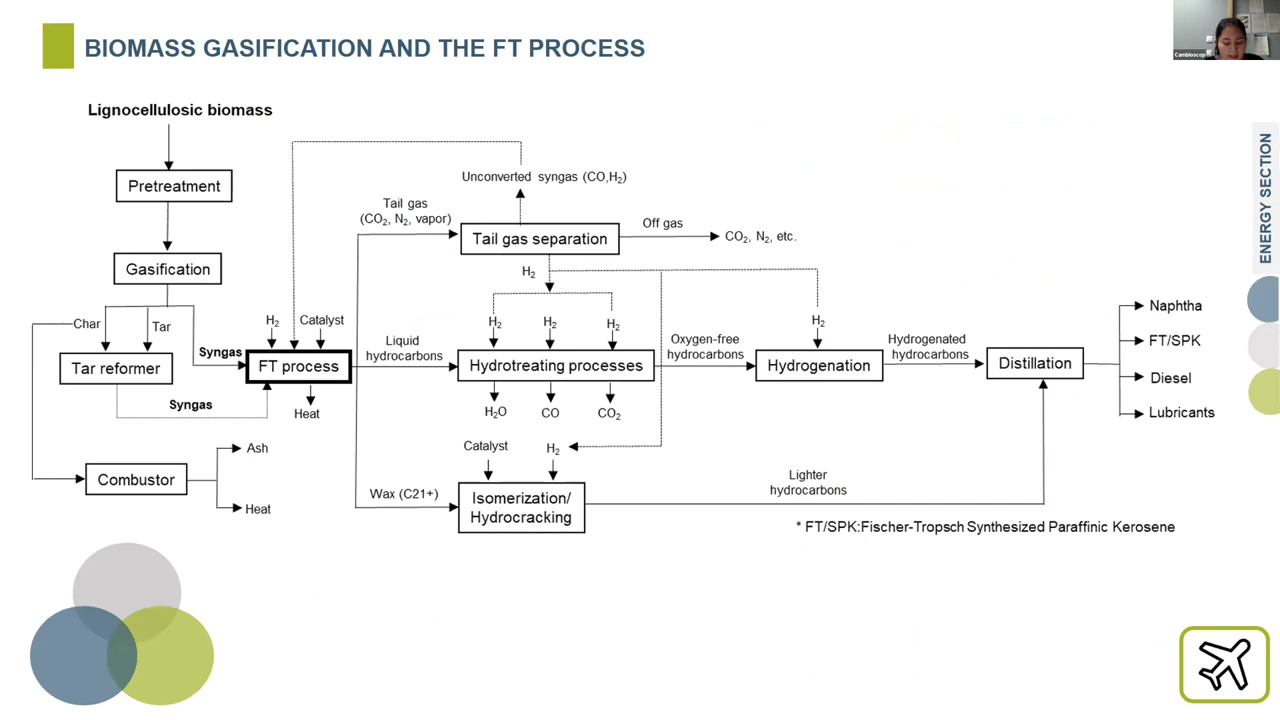 BIOMASS GASIFICATION AND THE FT PROCESS
Cambioscop
ENERGY SECTION
Lignocellulosic biomass
Pretreatment
Gasification
Char
Tar
Tar reformer
Syngas
Syngas
Combustor
Ash
Heat
H₂
Catalyst
FT process
Heat
Unconverted syngas (CO,H₂)
Tail gas
(CO₂, N₂, vapor)
Tail gas separation
Off gas
CO₂, N₂, etc.
H₂
H₂
H₂
H₂
Liquid
hydrocarbons
Hydrotreating processes
H₂O
CO
CO₂
Oxygen-free
hydrocarbons
H₂
Hydrogenation
Hydrogenated
hydrocarbons
Distillation
Naphtha
FT/SPK
Diesel
Lubricants
Wax (C21+)
Catalyst
H₂
Isomerization/
Hydrocracking
Lighter
hydrocarbons
* FT/SPK:Fischer-Tropsch Synthesized Paraffinic Kerosene